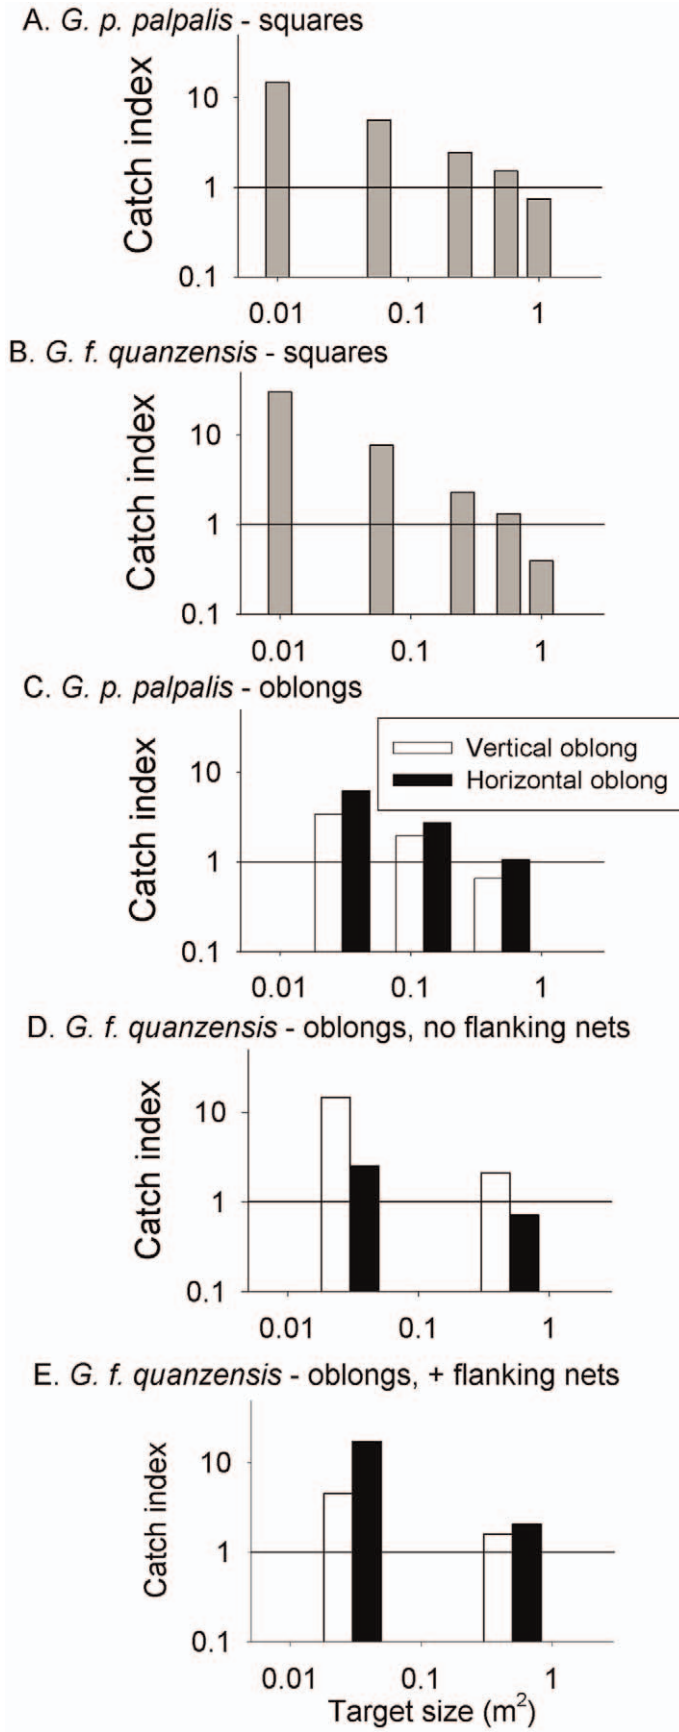 A. G. p. palpalis - squares
Catch index
10
1
0.1
0.01 0.1 1
B. G. f. quanzensis - squares
Catch index
10
1
0.1
0.01 0.1 1
C. G. p. palpalis - oblongs
Vertical oblong
Horizontal oblong
Catch index
10
1
0.1
0.01 0.1 1
D. G. f. quanzensis - oblongs, no flanking nets
Catch index
10
1
0.1
0.01 0.1 1
E. G. f. quanzensis - oblongs, + flanking nets
Catch index
10
1
0.1
0.01 0.1 1
Target size (m²)